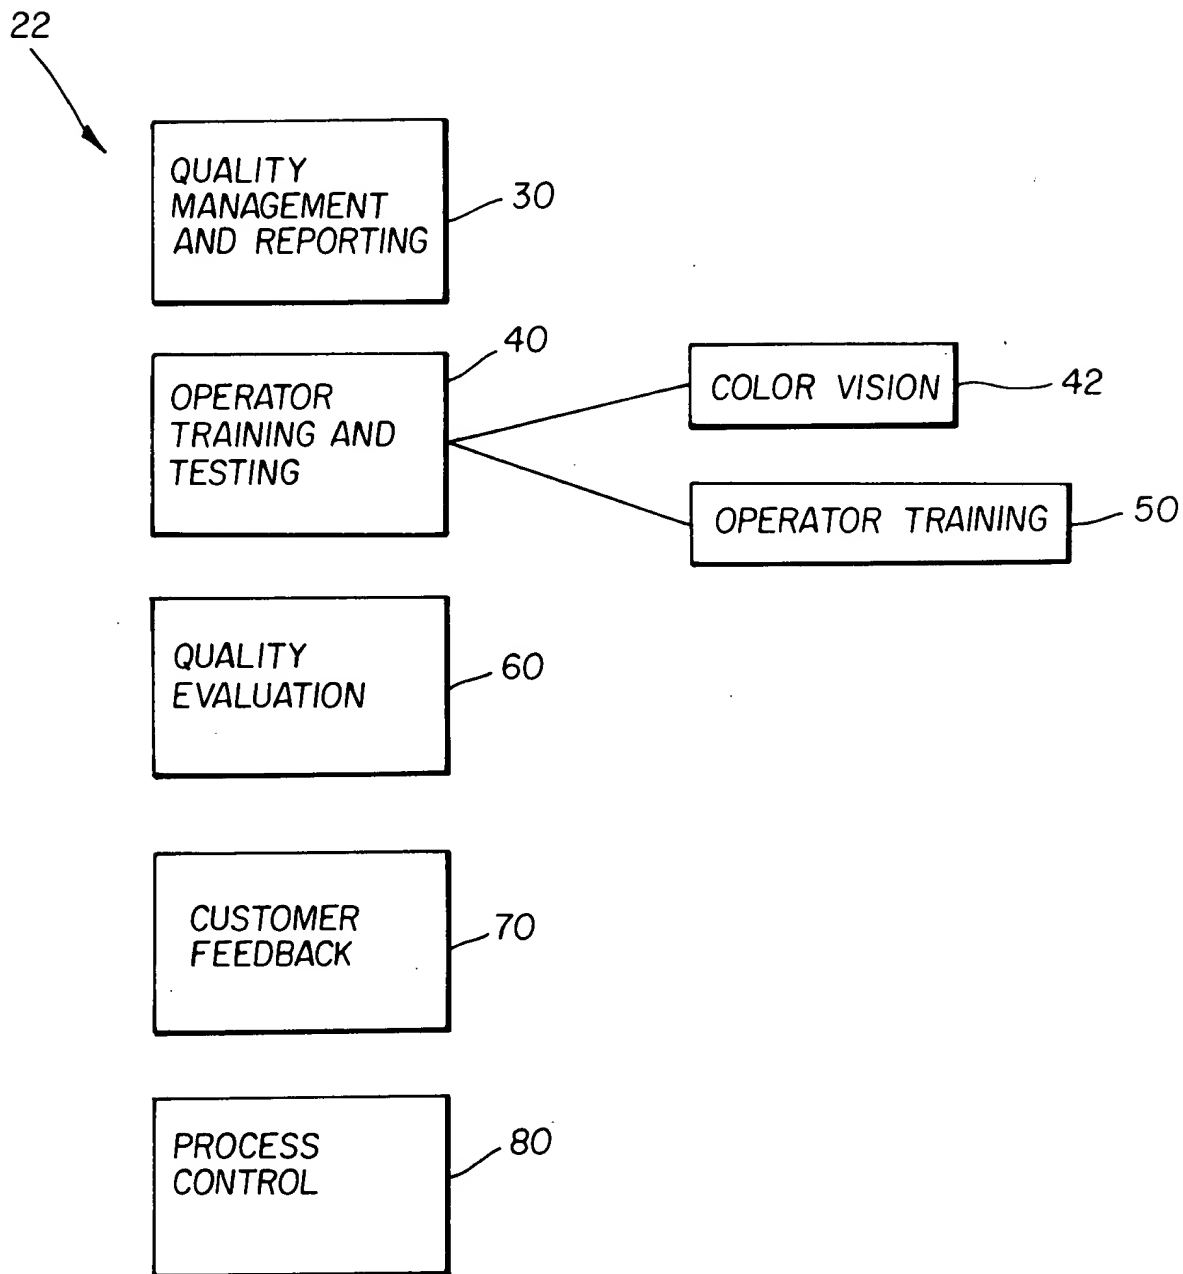 22
QUALITY
MANAGEMENT
AND REPORTING
30
OPERATOR
TRAINING AND
TESTING
40
COLOR VISION
42
OPERATOR TRAINING
50
QUALITY
EVALUATION
60
CUSTOMER
FEEDBACK
70
PROCESS
CONTROL
80